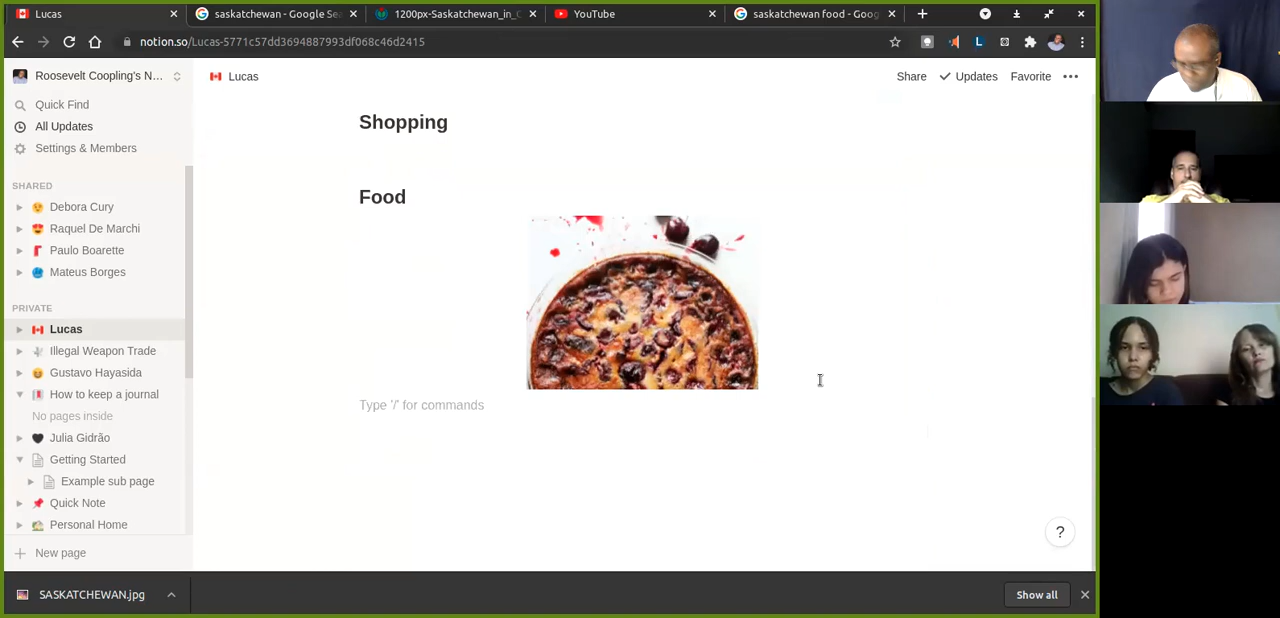 Lucas
saskatchewan - Google Sea
1200px-Saskatchewan_in_C
YouTube
saskatchewan food - Goog
notion.so/Lucas-5771c57dd3694887993df068c46d2415
Roosevelt Coopling's N...
Lucas
Share
Updates
Favorite
Quick Find
All Updates
Settings & Members
SHARED
Debora Cury
Raquel De Marchi
Paulo Boarette
Mateus Borges
PRIVATE
Lucas
Illegal Weapon Trade
Gustavo Hayasida
How to keep a journal
No pages inside
Julia Gidrão
Getting Started
Example sub page
Quick Note
Personal Home
New page
Shopping
Food
Type '/' for commands
?
SASKATCHEWAN.jpg
Show all